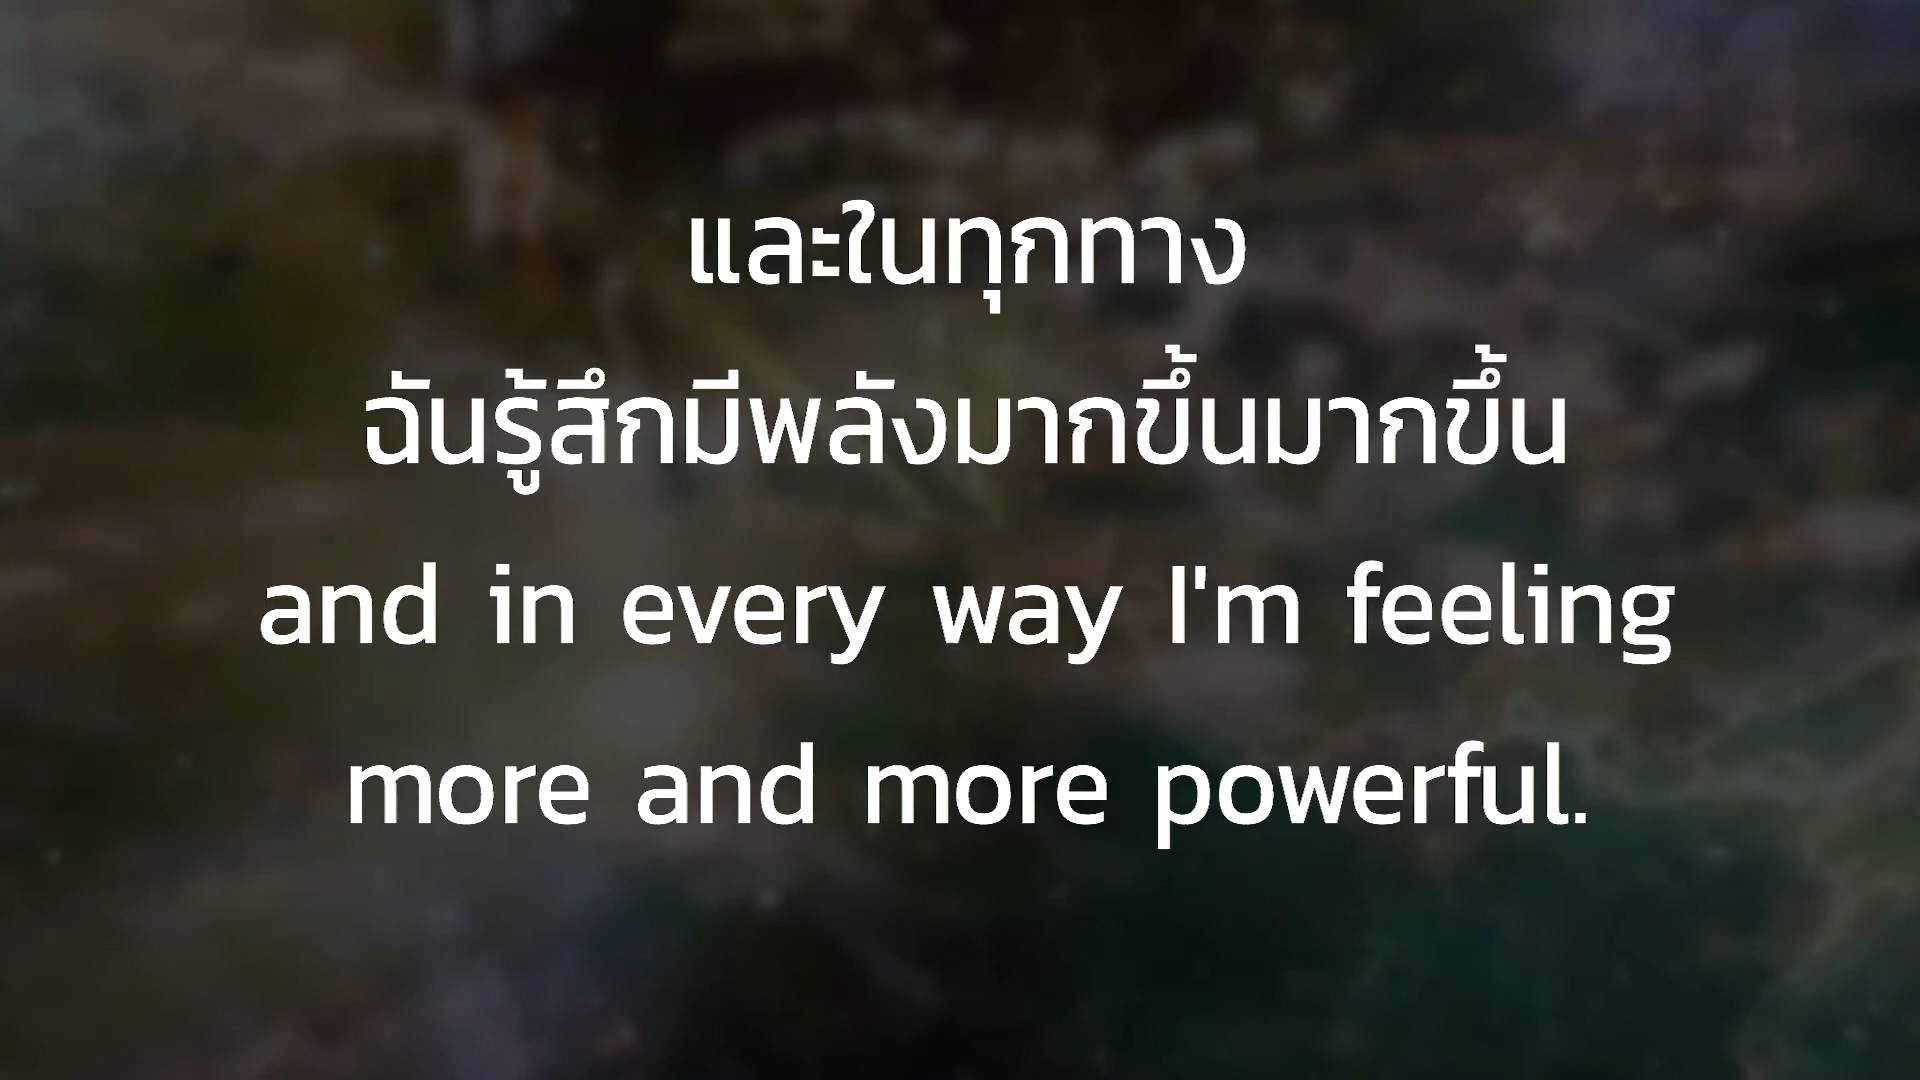 และในทุกทาง
ฉันรู้สึกมีพลังมากขึ้นมากขึ้น
and in every way I'm feeling
more and more powerful.